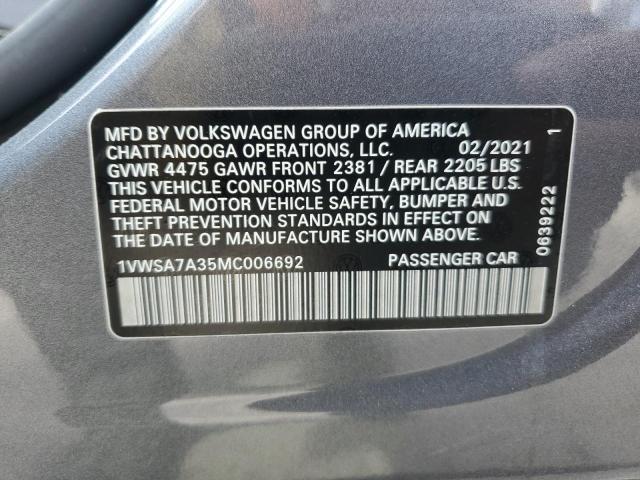 MFD BY VOLKSWAGEN GROUP OF AMERICA
CHATTANOOGA OPERATIONS, LLC. 02/2021
GVWR 4475 GAWR FRONT 2381 / REAR 2205 LBS
THIS VEHICLE CONFORMS TO ALL APPLICABLE U.S.
FEDERAL MOTOR VEHICLE SAFETY, BUMPER AND
THEFT PREVENTION STANDARDS IN EFFECT ON
THE DATE OF MANUFACTURE SHOWN ABOVE.
1VWSA7A35MC006692 PASSENGER CAR
0639222 1